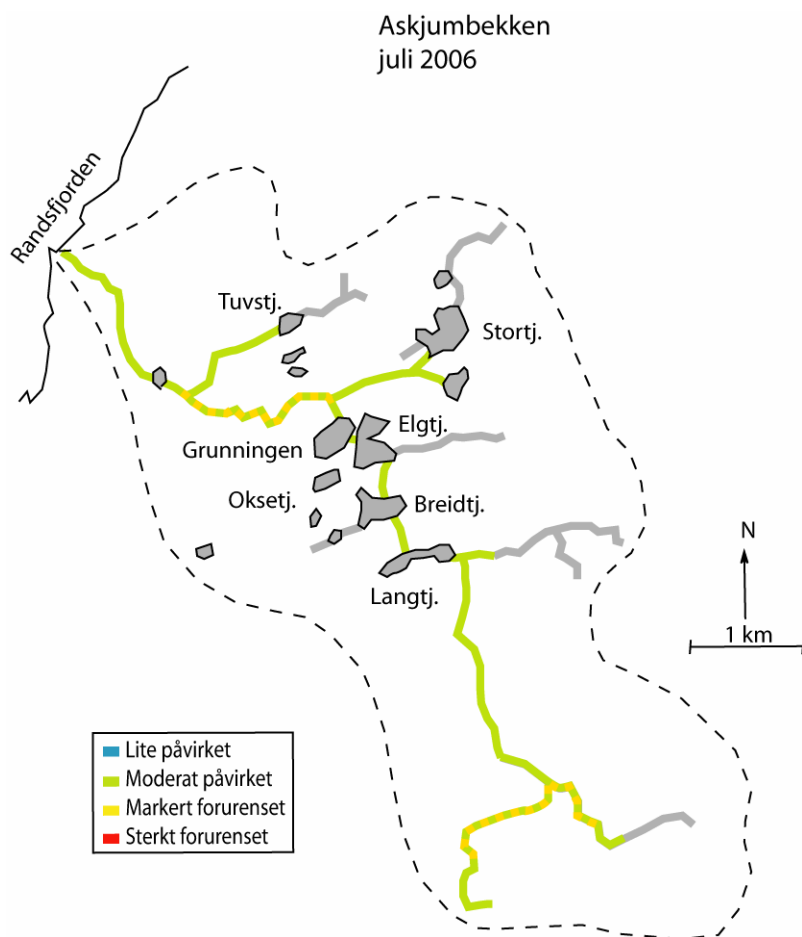 Askjumbekken
juli 2006
Randsfjorden
Tuvstj.
Stortj.
Elgtj.
Grunningen
Oksetj.
Breidtj.
Langtj.
N
1 km
Lite påvirket
Moderat påvirket
Markert forurenset
Sterkt forurenset